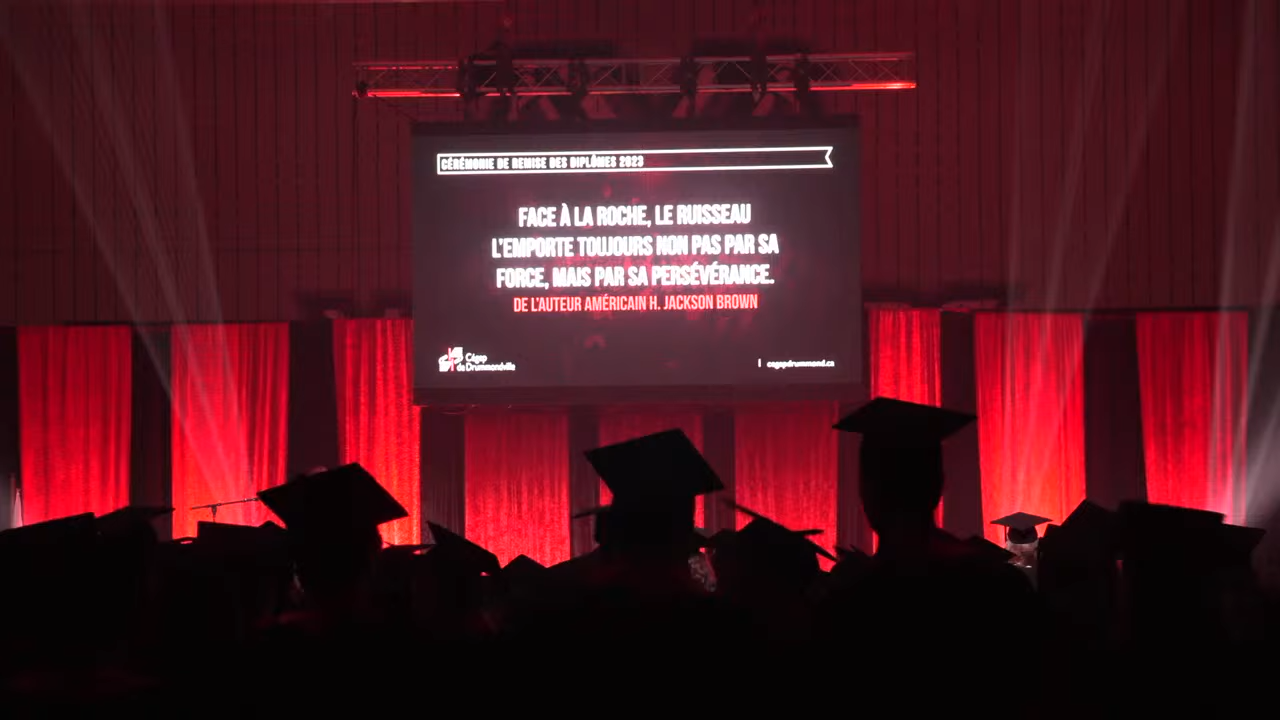 CÉRÉMONIE DE REMISE DES DIPLÔMES 2023
FACE À LA ROCHE, LE RUISSEAU
L'EMPORTE TOUJOURS NON PAS PAR SA
FORCE, MAIS PAR SA PERSÉVÉRANCE.
DE L'AUTEUR AMÉRICAIN H. JACKSON BROWN
Cégep
de Drummondville
cegepdrummond.ca